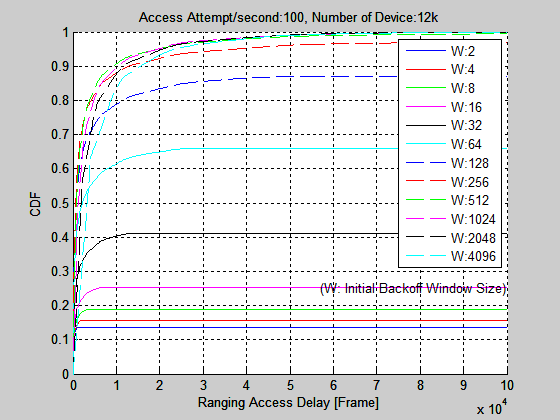 Access Attempt/second:100, Number of Device:12k
1
0.9
0.8
0.7
0.6
0.5
0.4
0.3
0.2
0.1
0
CDF
W:2
W:4
W:8
W:16
W:32
W:64
W:128
W:256
W:512
W:1024
W:2048
W:4096
(W: Initial Backoff Window Size)
0 1 2 3 4 5 6 7 8 9 10
Ranging Access Delay [Frame]
x 10^4